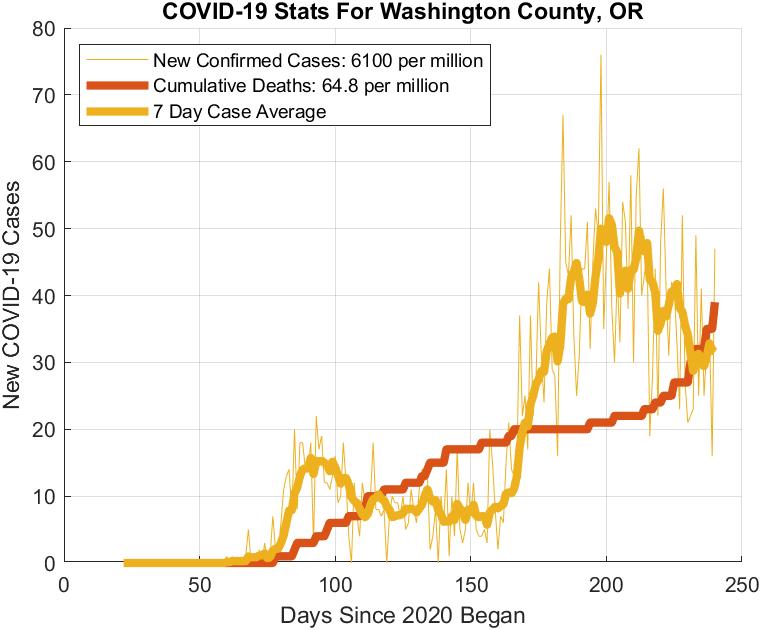 COVID-19 Stats For Washington County, OR
New Confirmed Cases: 6100 per million
Cumulative Deaths: 64.8 per million
7 Day Case Average
New COVID-19 Cases
80
70
60
50
40
30
20
10
0
0 50 100 150 200 250
Days Since 2020 Began